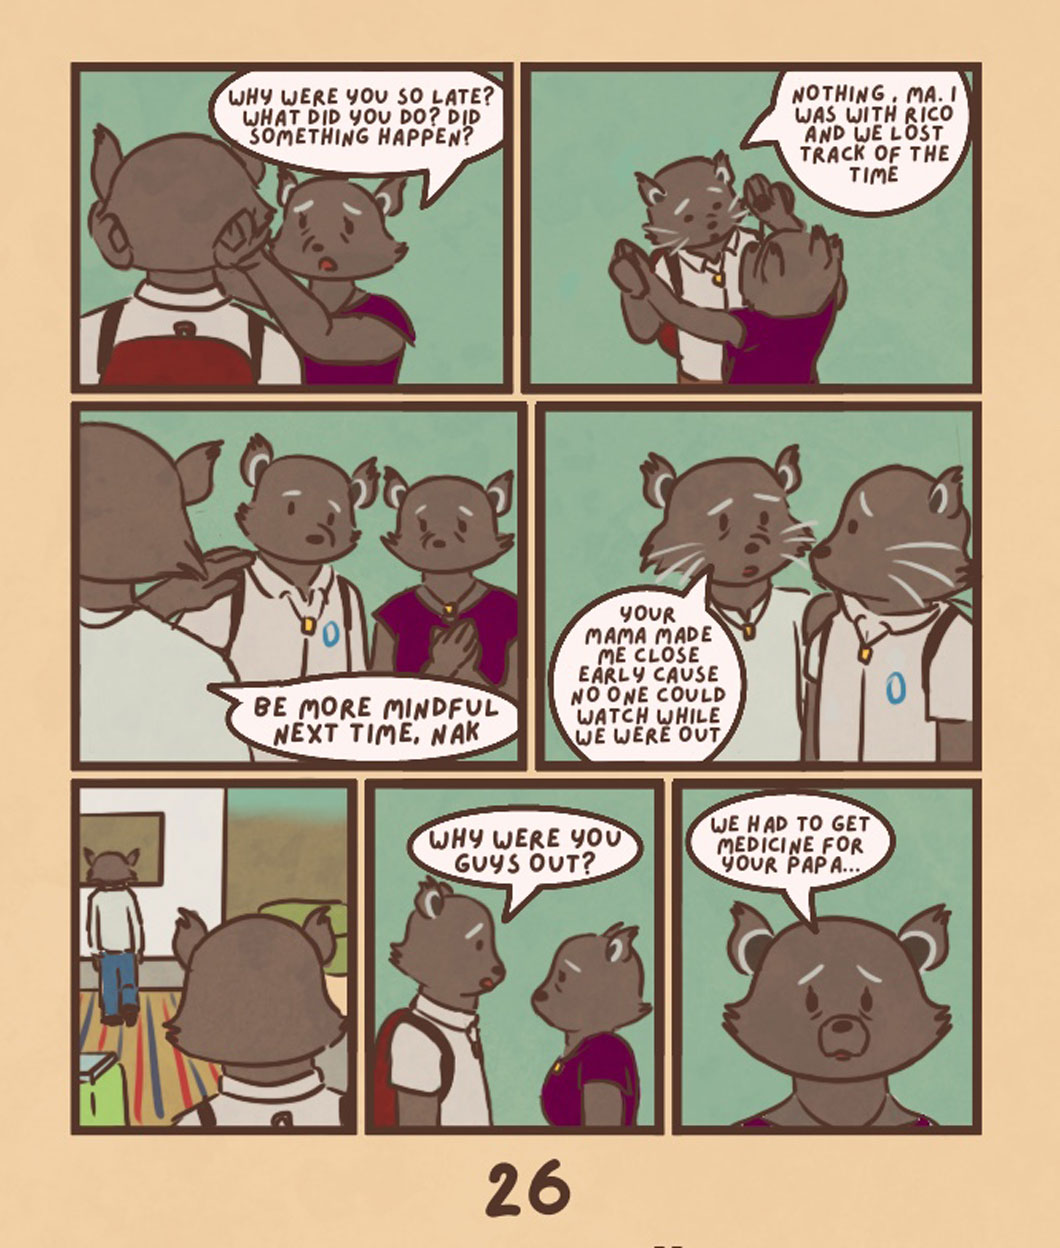 WHY WERE YOU SO LATE?
WHAT DID YOU DO? DID
SOMETHING HAPPEN?
NOTHING, MA. I
WAS WITH RICO
AND WE LOST
TRACK OF THE
TIME
BE MORE MINDFUL
NEXT TIME, NAK
YOUR
MAMA MADE
ME CLOSE
EARLY CAUSE
NO ONE COULD
WATCH WHILE
WE WERE OUT
WHY WERE YOU
GUYS OUT?
WE HAD TO GET
MEDICINE FOR
YOUR PAPA...
26